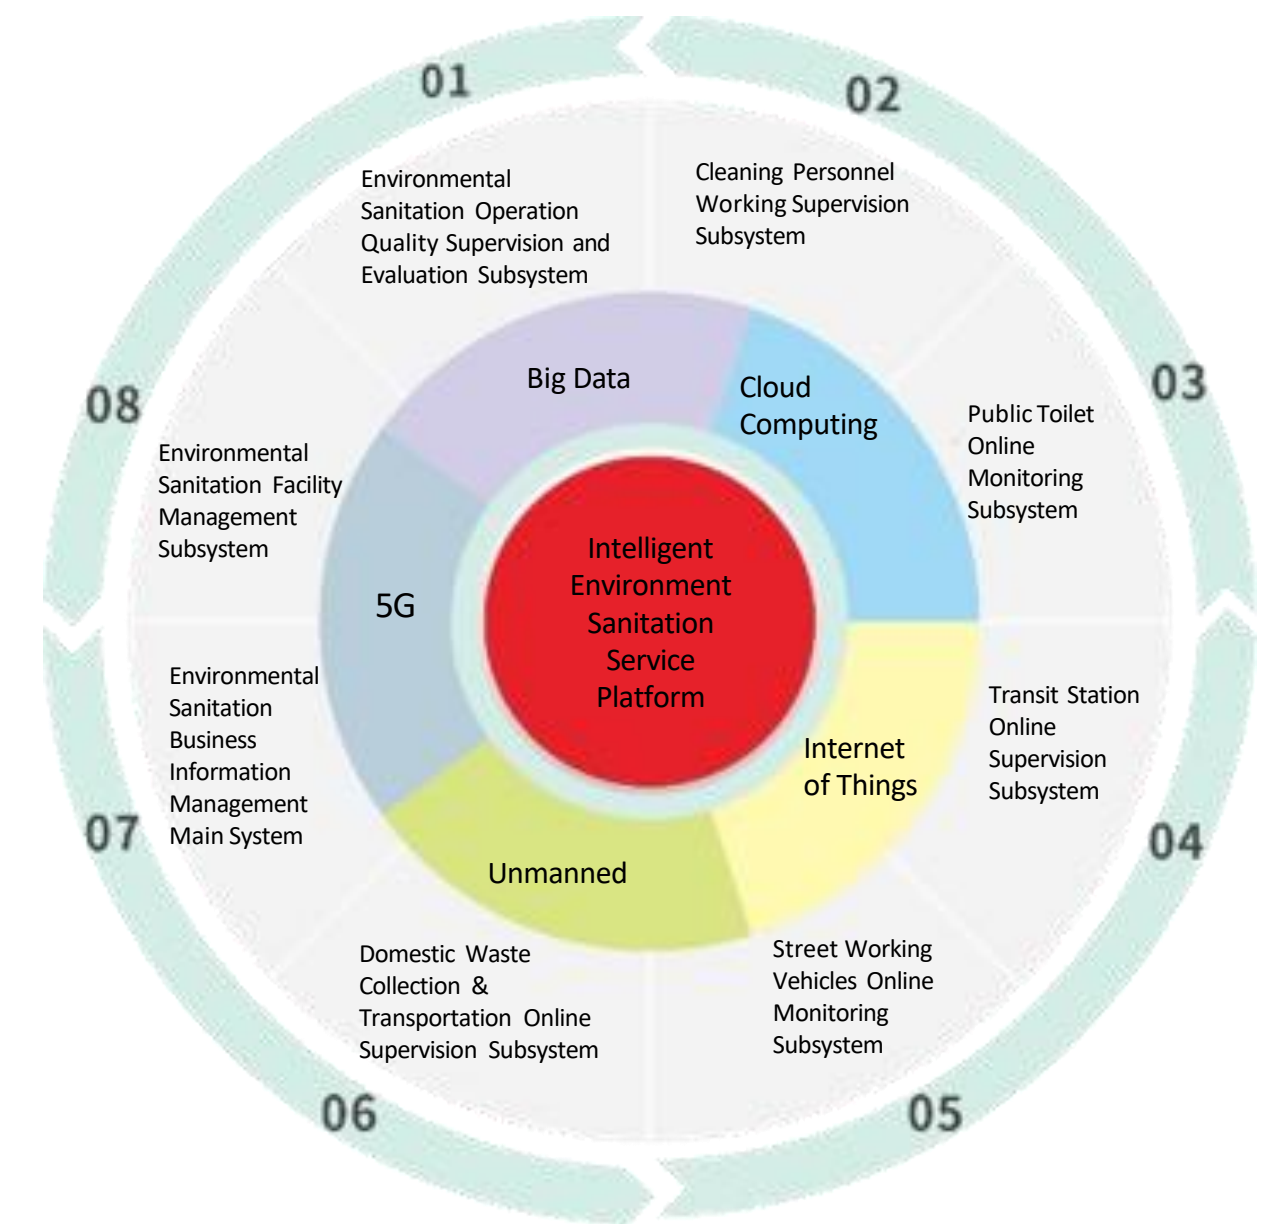 01
Environmental
Sanitation Operation
Quality Supervision and
Evaluation Subsystem
02
Cleaning Personnel
Working Supervision
Subsystem
03
Public Toilet
Online
Monitoring
Subsystem
04
Transit Station
Online
Supervision
Subsystem
05
Street Working
Vehicles Online
Monitoring
Subsystem
06
Domestic Waste
Collection &
Transportation Online
Supervision Subsystem
07
Environmental
Sanitation
Business
Information
Management
Main System
08
Environmental
Sanitation Facility
Management
Subsystem
Big Data
Cloud
Computing
Internet
of Things
Unmanned
5G
Intelligent
Environment
Sanitation
Service
Platform